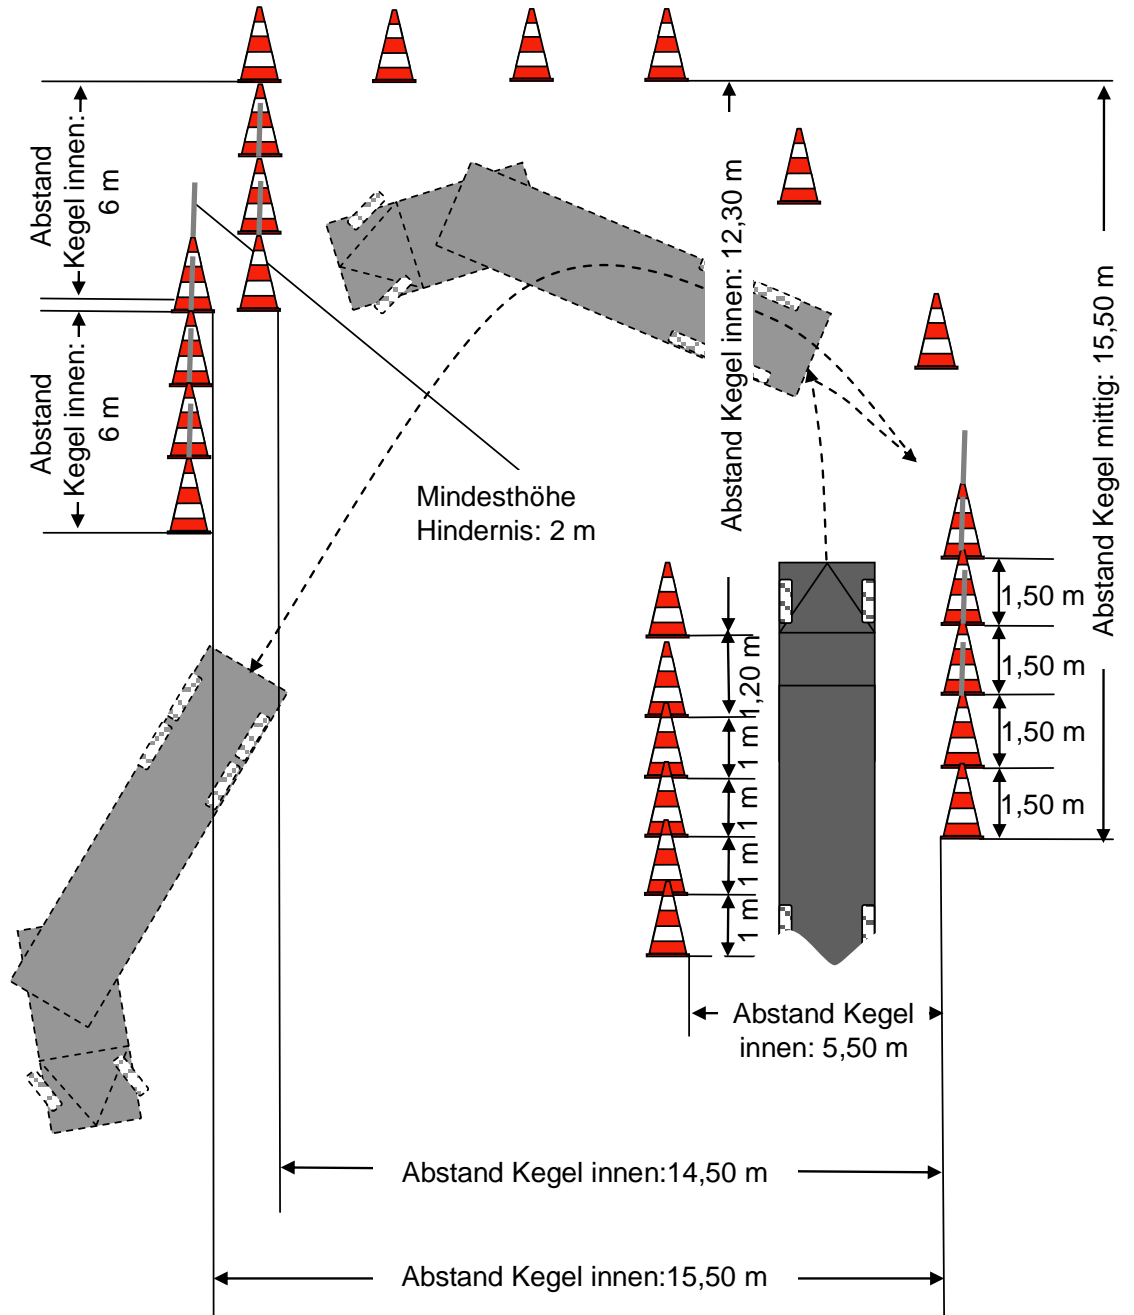 Abstand
Kegel innen:
6 m
Abstand
Kegel innen:
6 m
Abstand Kegel innen: 12,30 m
Abstand Kegel mittig: 15,50 m
Mindesthöhe
Hindernis: 2 m
1,20 m
1 m
1 m
1 m
1 m
1,50 m
1,50 m
1,50 m
1,50 m
Abstand Kegel
innen: 5,50 m
Abstand Kegel innen:14,50 m
Abstand Kegel innen:15,50 m